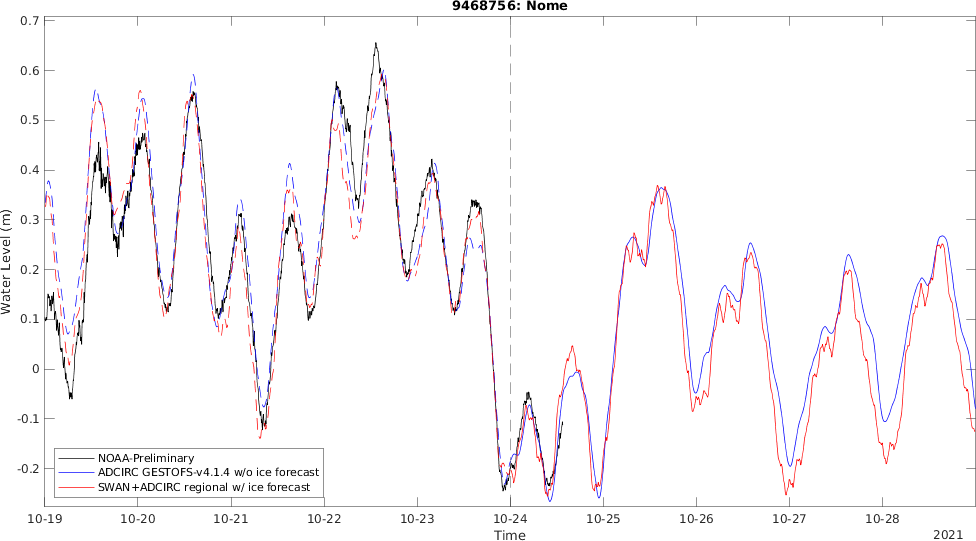 9468756: Nome
0.7
0.6
0.5
0.4
0.3
0.2
0.1
0
-0.1
-0.2
Water Level (m)
NOAA-Preliminary
ADCIRC GESTOFS-v4.1.4 w/o ice forecast
SWAN+ADCIRC regional w/ ice forecast
10-19 10-20 10-21 10-22 10-23 10-24 10-25 10-26 10-27 10-28
Time
2021